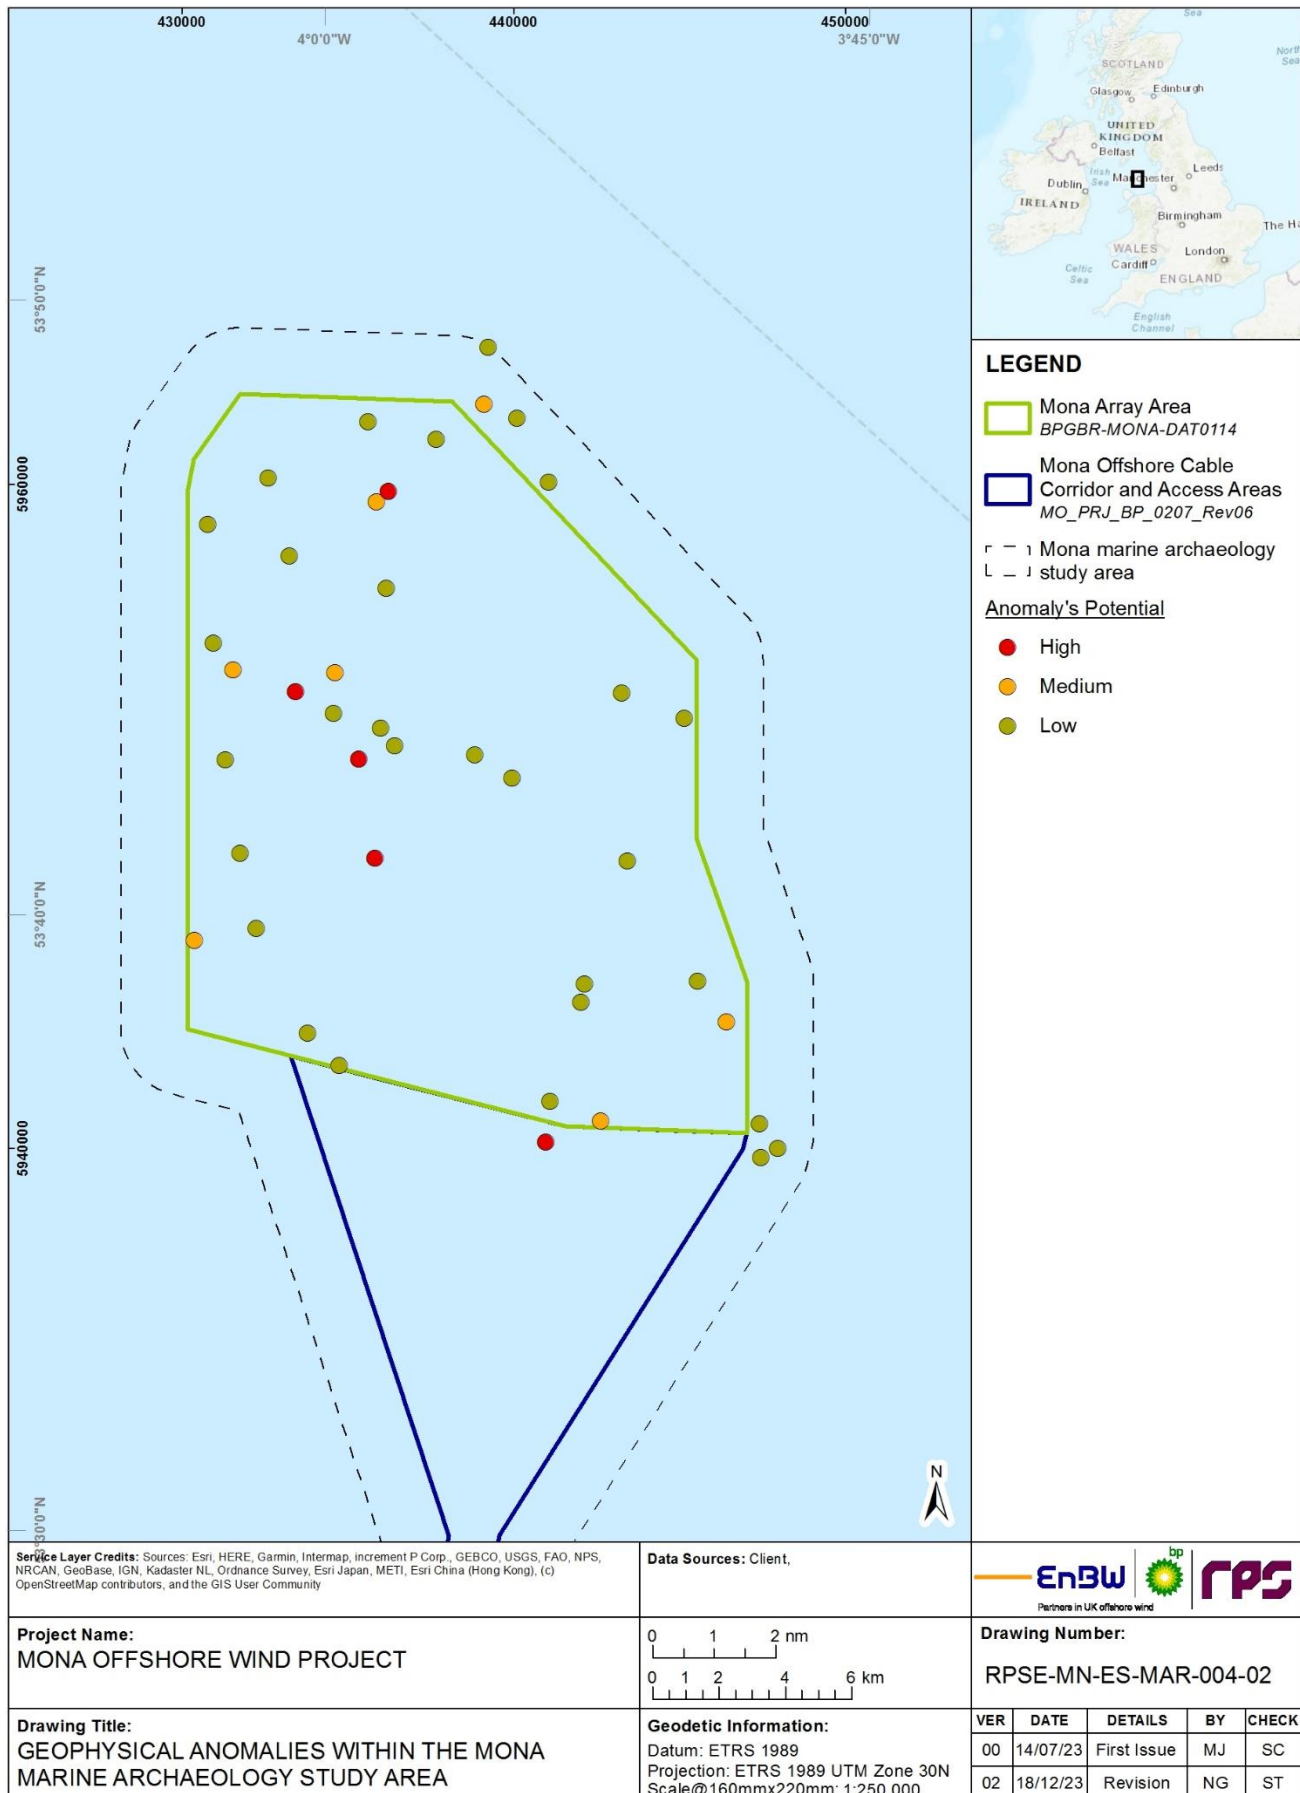 430000
440000
450000
4°0'0"W
3°45'0"W
53°50'0"N
5960000
53°40'0"N
5940000
53°30'0"N
N
Sea
North
Sea
SCOTLAND
Glasgow
Edinburgh
UNITED
KINGDOM
Belfast
Irish
Sea
Manchester
Leeds
Dublin
IRELAND
Birmingham
The Ha
WALES
London
Cardiff
Celtic
Sea
ENGLAND
English
Channel
LEGEND
Mona Array Area
BPGBR-MONA-DAT0114
Mona Offshore Cable
Corridor and Access Areas
MO_PRJ_BP_0207_Rev06
Mona marine archaeology
study area
Anomaly's Potential
High
Medium
Low
Service Layer Credits: Sources: Esri, HERE, Garmin, Intermap, increment P Corp., GEBCO, USGS, FAO, NPS,
NRCAN, GeoBase, IGN, Kadaster NL, Ordnance Survey, Esri Japan, METI, Esri China (Hong Kong), (c)
OpenStreetMap contributors, and the GIS User Community
Data Sources: Client,
EnBW bp rps
Partners in UK offshore wind
Project Name:
MONA OFFSHORE WIND PROJECT
0 1 2 nm
0 1 2 4 6 km
Drawing Number:
RPSE-MN-ES-MAR-004-02
Drawing Title:
GEOPHYSICAL ANOMALIES WITHIN THE MONA
MARINE ARCHAEOLOGY STUDY AREA
Geodetic Information:
Datum: ETRS 1989
Projection: ETRS 1989 UTM Zone 30N
Scale@160mmx220mm: 1:250,000
VER DATE DETAILS BY CHECK
00 14/07/23 First Issue MJ SC
02 18/12/23 Revision NG ST